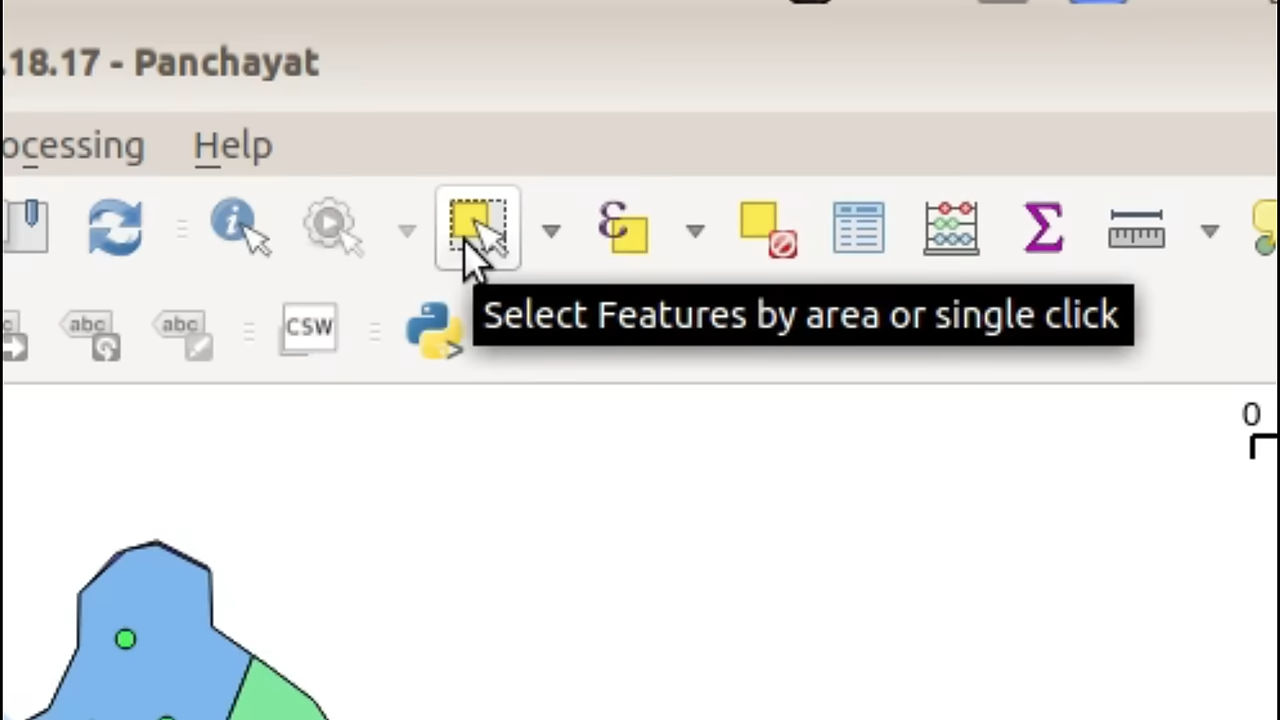 .18.17 - Panchayat
ocessing Help
Select Features by area or single click
abc abc CSW
0